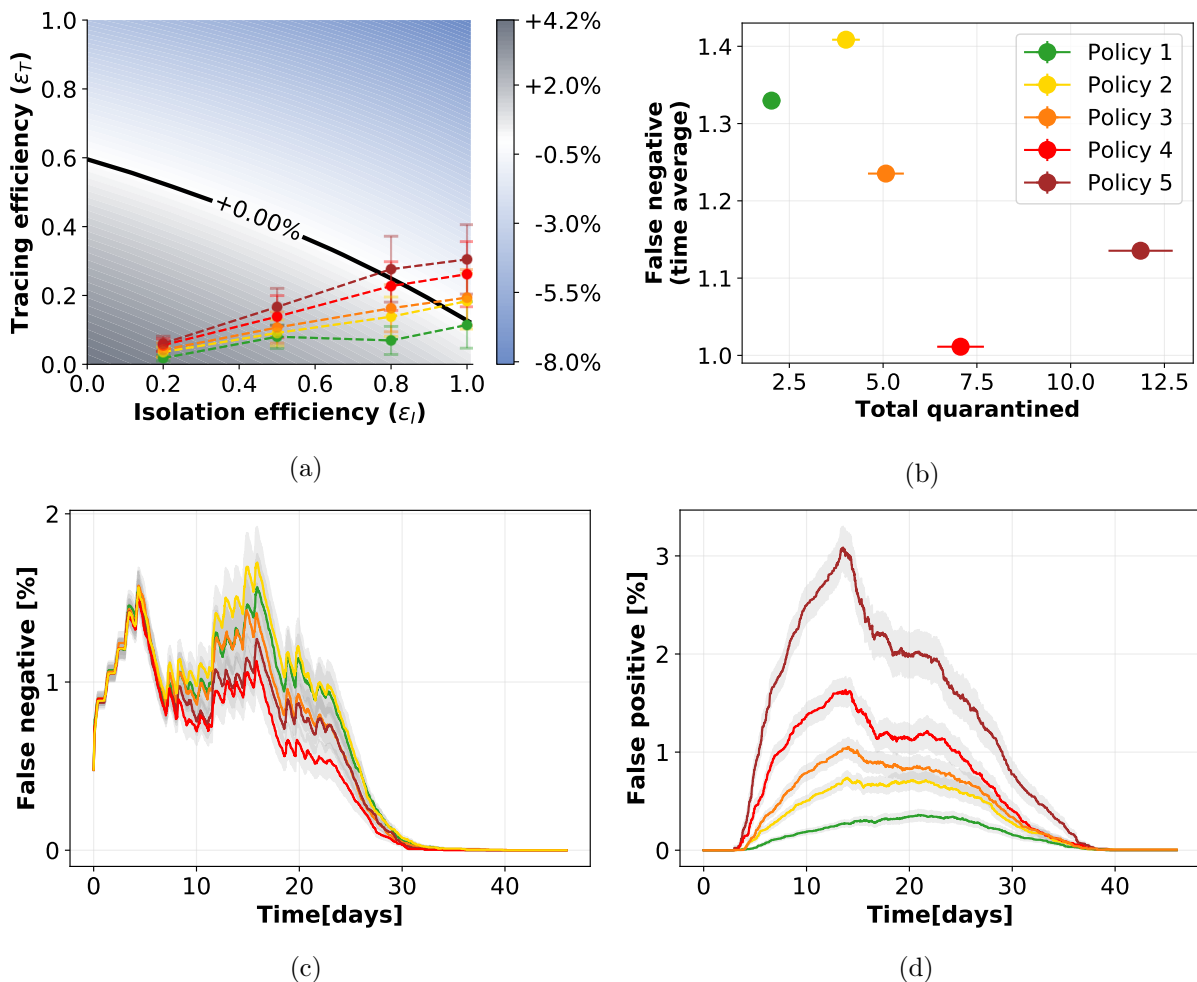 1.0
0.8
0.6
0.4
0.2
0.0
Tracing efficiency (εT)
+0.00%
0.0 0.2 0.4 0.6 0.8 1.0
Isolation efficiency (εI)
+4.2%
+2.0%
-0.5%
-3.0%
-5.5%
-8.0%
(a)
1.4
1.3
1.2
1.1
1.0
False negative
(time average)
Policy 1
Policy 2
Policy 3
Policy 4
Policy 5
2.5 5.0 7.5 10.0 12.5
Total quarantined
(b)
2
1
0
False negative [%]
0 10 20 30 40
Time[days]
(c)
3
2
1
0
False positive [%]
0 10 20 30 40
Time[days]
(d)